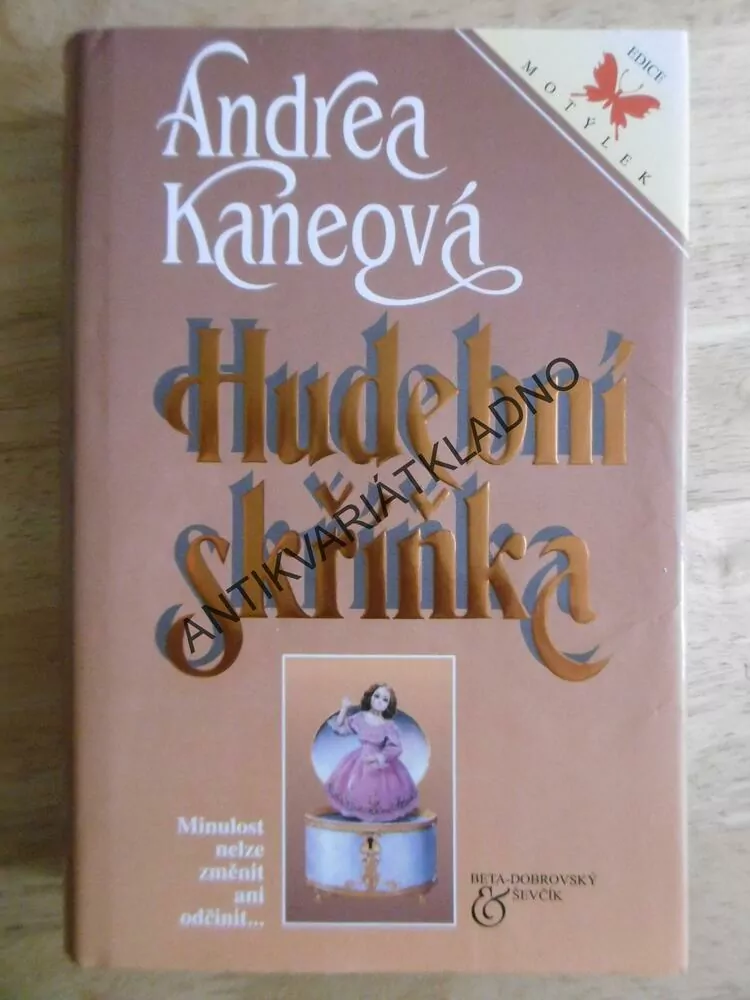 EDICE
MOTÝLEK
Andrea
Kaneová
Hudební
skříňka
ANTIKVARIÁTKLADNO
Minulost
nelze
změnit
ani
odčinit...
BETA-DOBROVSKÝ
& ŠEVČÍK